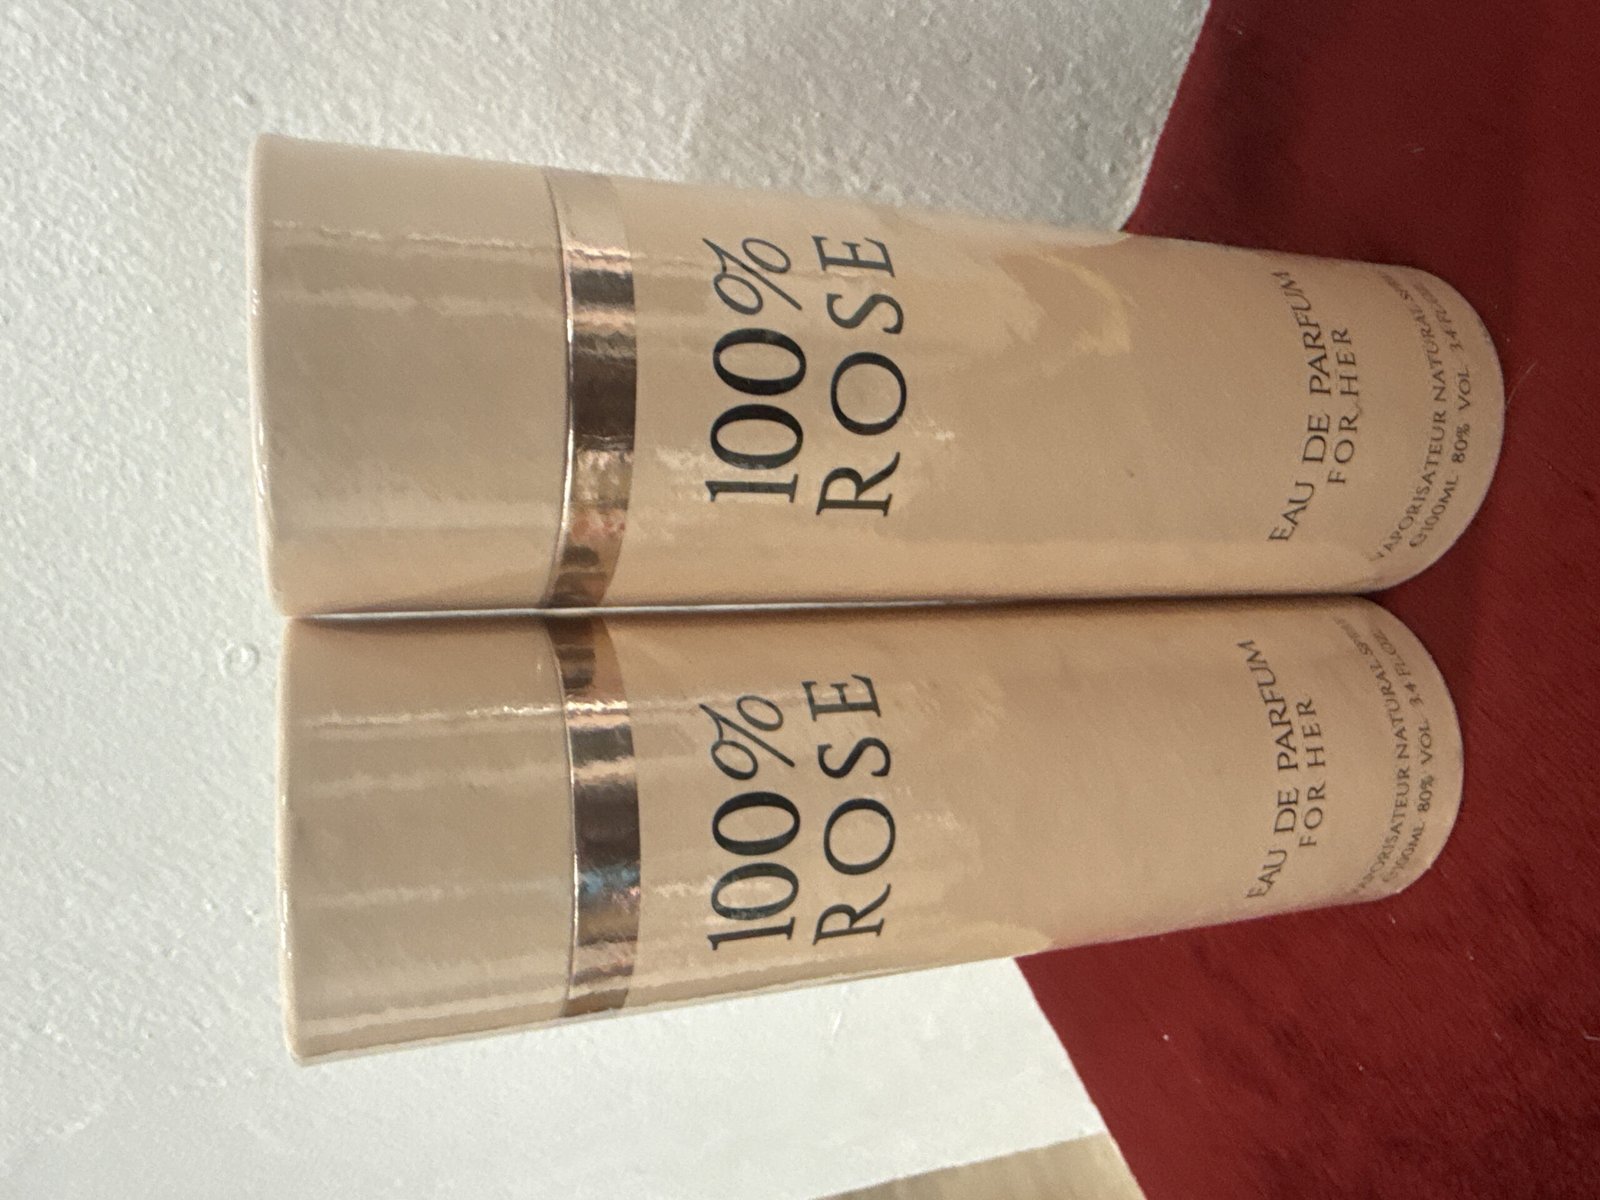 100%
ROSE
EAU DE PARFUM
FOR HER
VAPORISATEUR NATURAL SPRAY
℮100ML 80% VOL 3.4 FL.OZ
100%
ROSE
EAU DE PARFUM
FOR HER
VAPORISATEUR NATURAL SPRAY
℮100ML 80% VOL 3.4 FL.OZ